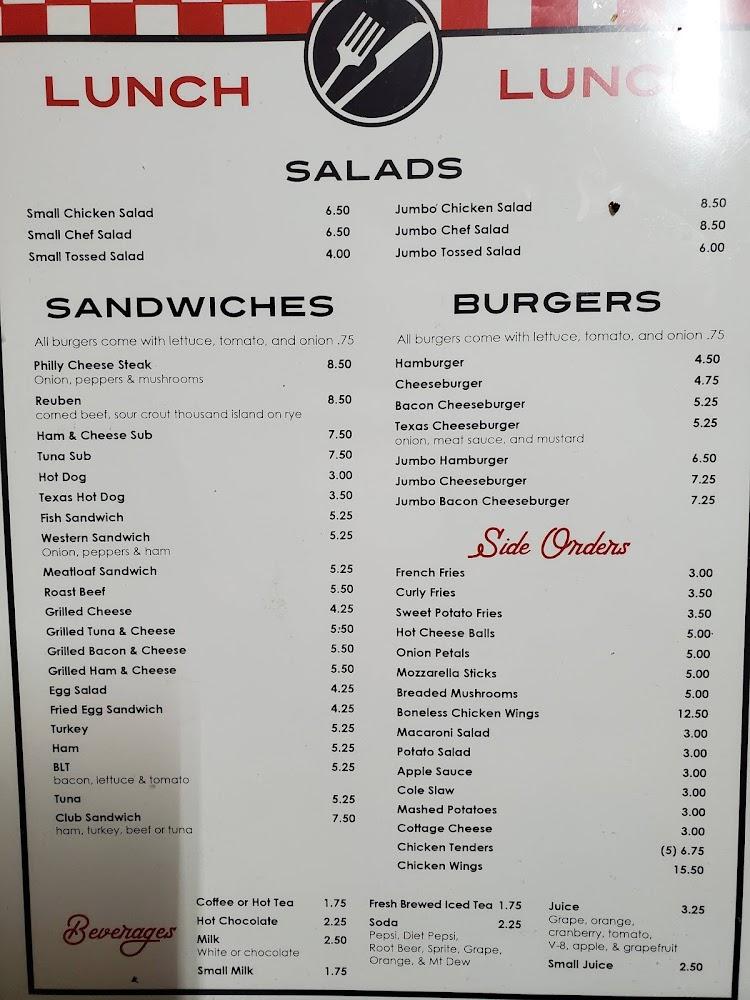 LUNCH
LUNC
SALADS
Small Chicken Salad 6.50
Small Chef Salad 6.50
Small Tossed Salad 4.00
Jumbo Chicken Salad 8.50
Jumbo Chef Salad 8.50
Jumbo Tossed Salad 6.00
SANDWICHES
All burgers come with lettuce, tomato, and onion .75
Philly Cheese Steak 8.50
Onion, peppers & mushrooms
Reuben 8.50
corned beef, sour crout thousand island on rye
Ham & Cheese Sub 7.50
Tuna Sub 7.50
Hot Dog 3.00
Texas Hot Dog 3.50
Fish Sandwich 5.25
Western Sandwich 5.25
Onion, peppers & ham
Meatloaf Sandwich 5.25
Roast Beef 5.50
Grilled Cheese 4.25
Grilled Tuna & Cheese 5:50
Grilled Bacon & Cheese 5.50
Grilled Ham & Cheese 5.50
Egg Salad 4.25
Fried Egg Sandwich 4.25
Turkey 5.25
Ham 5.25
BLT 5.25
bacon, lettuce & tomato
Tuna 5.25
Club Sandwich 7.50
ham, turkey, beef or tuna
BURGERS
All burgers come with lettuce, tomato, and onion .75
Hamburger 4.50
Cheeseburger 4.75
Bacon Cheeseburger 5.25
Texas Cheeseburger 5.25
onion, meat sauce, and mustard
Jumbo Hamburger 6.50
Jumbo Cheeseburger 7.25
Jumbo Bacon Cheeseburger 7.25
Side Orders
French Fries 3.00
Curly Fries 3.50
Sweet Potato Fries 3.50
Hot Cheese Balls 5.00
Onion Petals 5.00
Mozzarella Sticks 5.00
Breaded Mushrooms 5.00
Boneless Chicken Wings 12.50
Macaroni Salad 3.00
Potato Salad 3.00
Apple Sauce 3.00
Cole Slaw 3.00
Mashed Potatoes 3.00
Cottage Cheese 3.00
Chicken Tenders (5) 6.75
Chicken Wings 15.50
Beverages
Coffee or Hot Tea 1.75
Hot Chocolate 2.25
Milk 2.50
White or chocolate
Small Milk 1.75
Fresh Brewed Iced Tea 1.75
Soda 2.25
Pepsi, Diet Pepsi,
Root Beer, Sprite, Grape,
Orange, & Mt Dew
Juice 3.25
Grape, orange,
cranberry, tomato,
V-8, apple, & grapefruit
Small Juice 2.50